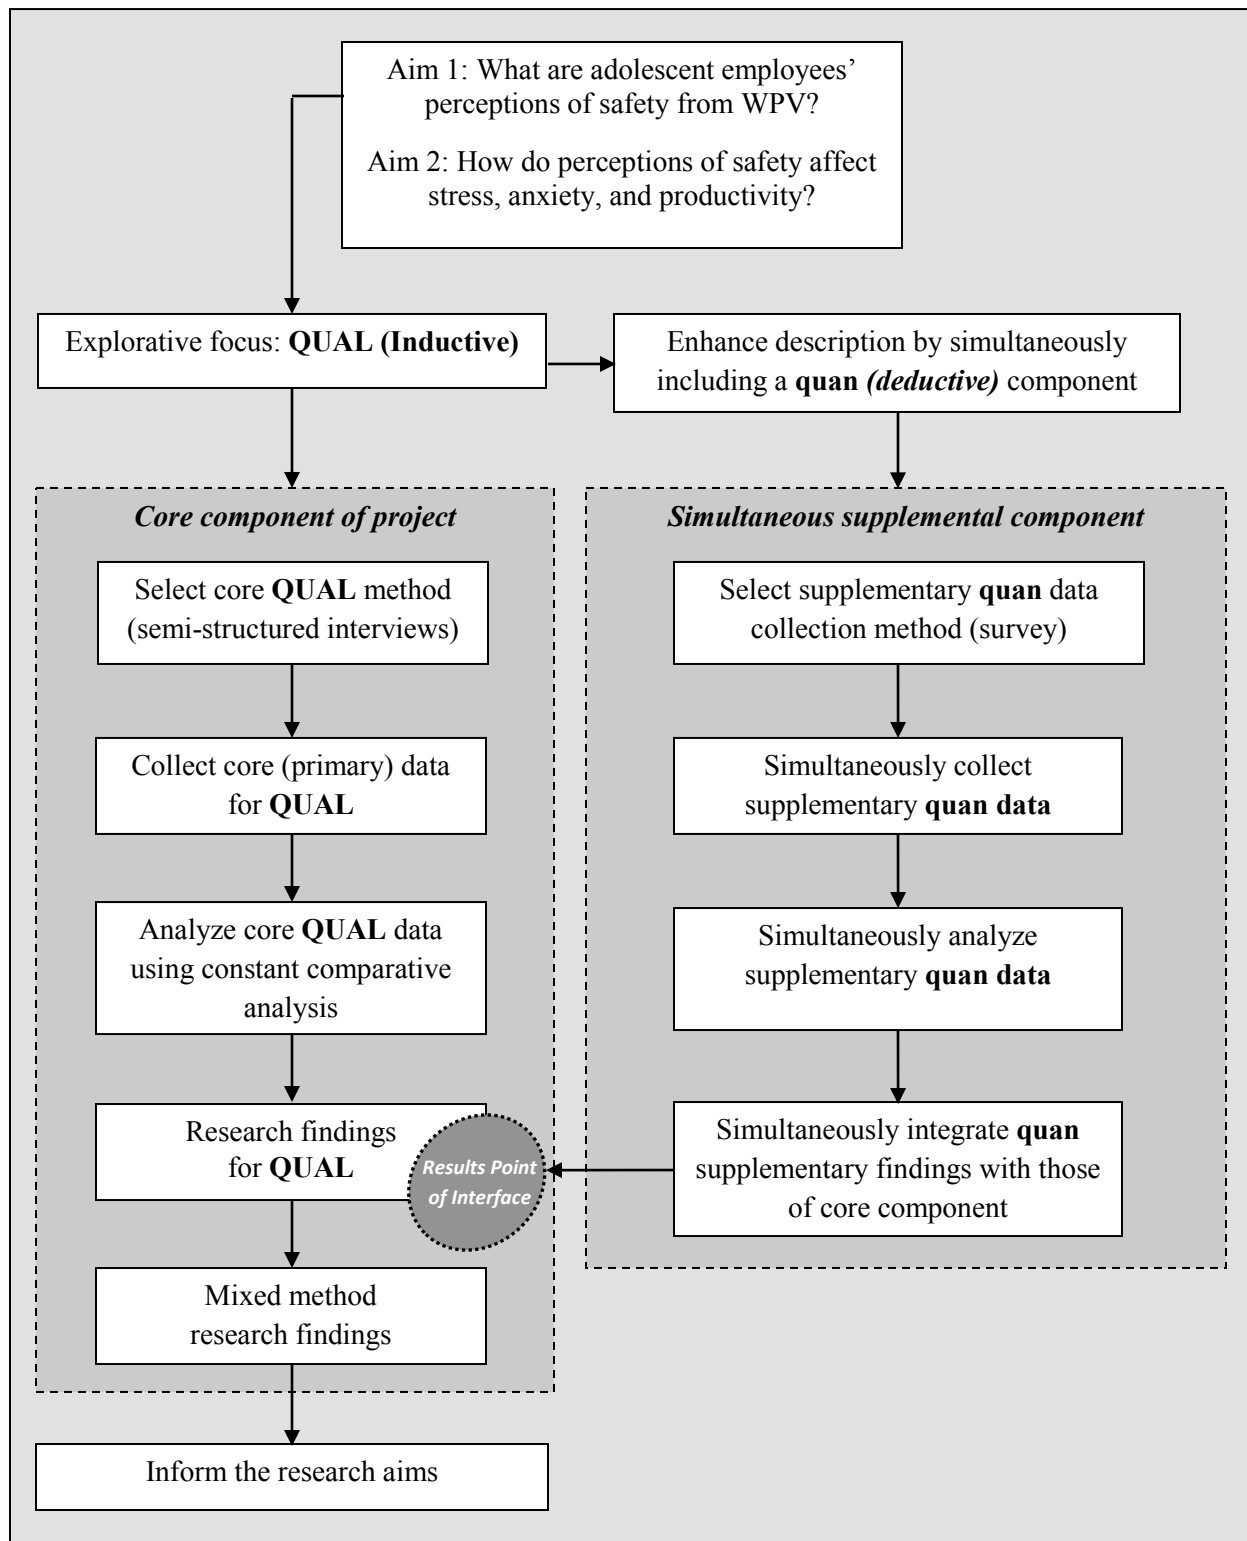 Aim 1: What are adolescent employees’
perceptions of safety from WPV?
Aim 2: How do perceptions of safety affect
stress, anxiety, and productivity?
Explorative focus: QUAL (Inductive)
Enhance description by simultaneously
including a quan (deductive) component
Core component of project
Select core QUAL method
(semi-structured interviews)
Collect core (primary) data
for QUAL
Analyze core QUAL data
using constant comparative
analysis
Research findings
for QUAL
Results Point
of Interface
Mixed method
research findings
Simultaneous supplemental component
Select supplementary quan data
collection method (survey)
Simultaneously collect
supplementary quan data
Simultaneously analyze
supplementary quan data
Simultaneously integrate quan
supplementary findings with those
of core component
Inform the research aims